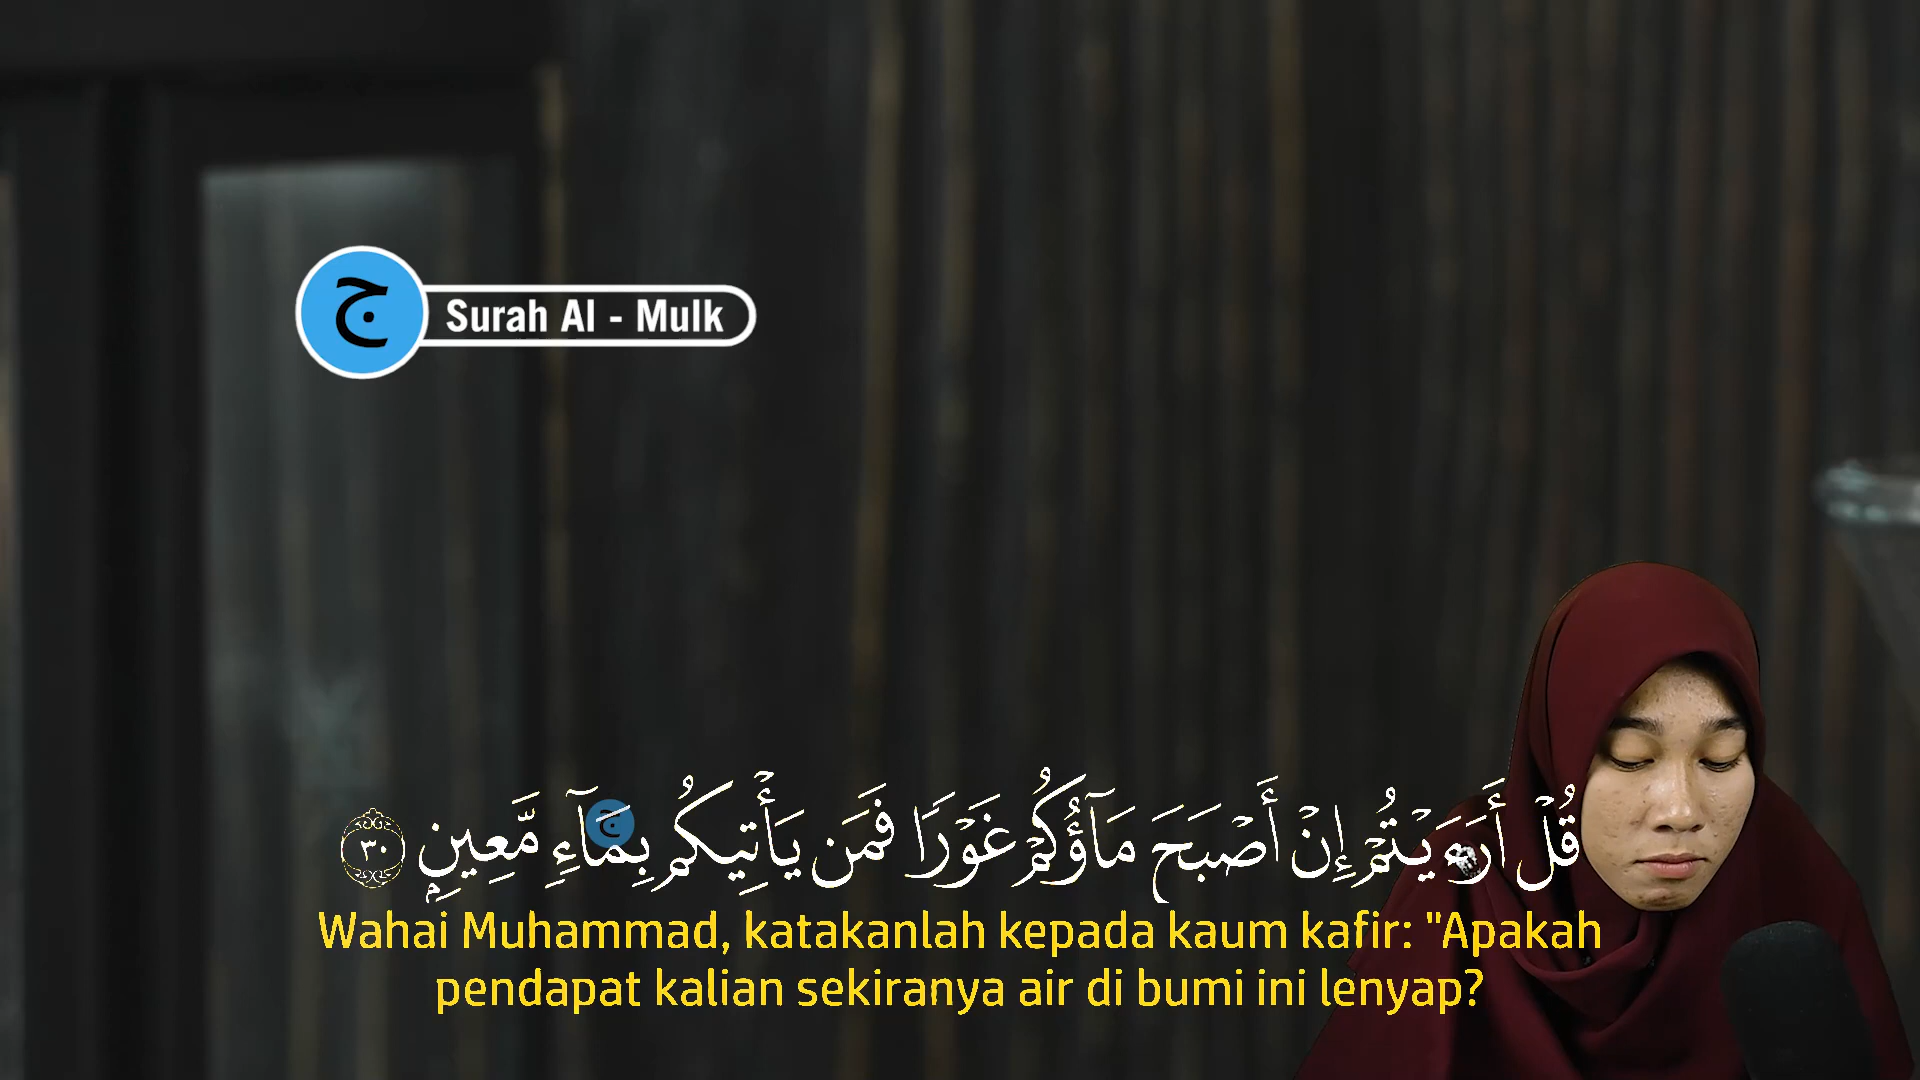 ج
Surah Al - Mulk
قُلْ أَرَءَيْتُمْ إِنْ أَصْبَحَ مَآؤُكُمْ غَوْرًا فَمَن يَأْتِيكُم بِمَآءٍ مَّعِينٍۭ ٣٠
ج
Wahai Muhammad, katakanlah kepada kaum kafir: "Apakah
pendapat kalian sekiranya air di bumi ini lenyap?